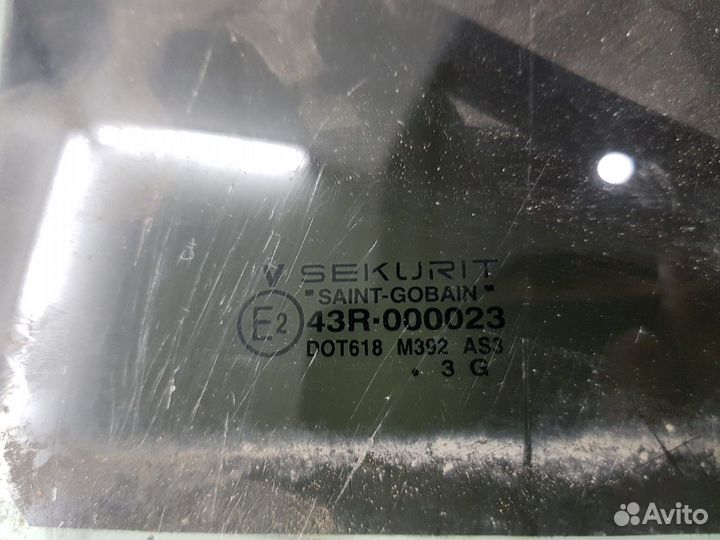 V SEKURIT
"SAINT-GOBAIN"
E2 43R·000023
DOT618 M392 AS3
. 3 G
Avito